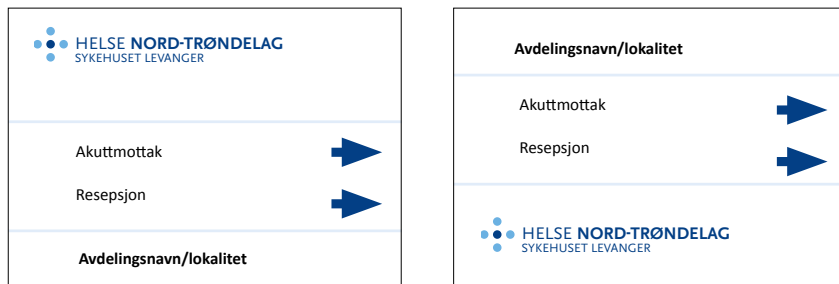 HELSE NORD-TRØNDELAG
SYKEHUSET LEVANGER
Akuttmottak
Resepsjon
Avdelingsnavn/lokalitet
Avdelingsnavn/lokalitet
Akuttmottak
Resepsjon
HELSE NORD-TRØNDELAG
SYKEHUSET LEVANGER